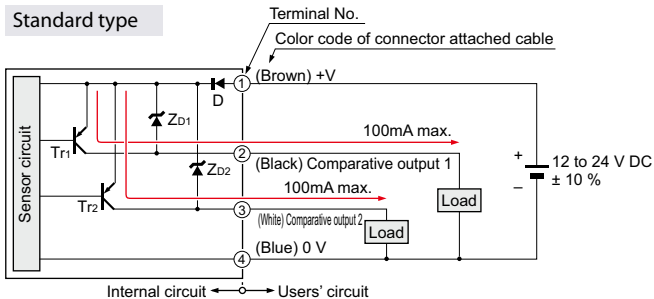 Standard type
Terminal No.
Color code of connector attached cable
1
(Brown) +V
D
ZD1
100mA max.
Tr1
2
(Black) Comparative output 1
ZD2
100mA max.
Tr2
3
(White) Comparative output 2
Load
Load
+
12 to 24 V DC
–
± 10 %
Sensor circuit
4
(Blue) 0 V
Internal circuit
Users' circuit